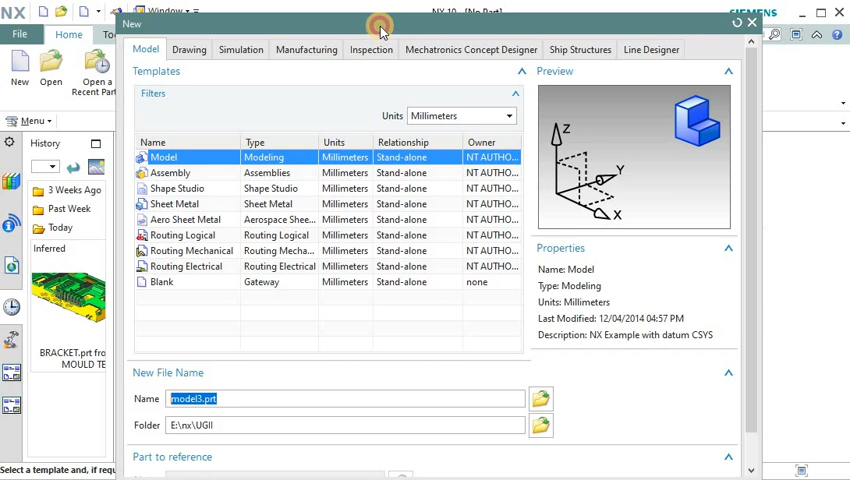 NX
Window
NX 10 - [No Part]
SIEMENS
File
Home
New
Open
Open a
Recent Part
Menu
History
3 Weeks Ago
Past Week
Today
Inferred
BRACKET.prt from
MOULD TE
Select a template and, if requ
New
Model
Drawing
Simulation
Manufacturing
Inspection
Mechatronics Concept Designer
Ship Structures
Line Designer
Templates
Filters
Units Millimeters
Name Type Units Relationship Owner
Model Modeling Millimeters Stand-alone NT AUTHO...
Assembly Assemblies Millimeters Stand-alone NT AUTHO...
Shape Studio Shape Studio Millimeters Stand-alone NT AUTHO...
Sheet Metal Sheet Metal Millimeters Stand-alone NT AUTHO...
Aero Sheet Metal Aerospace Shee... Millimeters Stand-alone NT AUTHO...
Routing Logical Routing Logical Millimeters Stand-alone NT AUTHO...
Routing Mechanical Routing Mecha... Millimeters Stand-alone NT AUTHO...
Routing Electrical Routing Electrical Millimeters Stand-alone NT AUTHO...
Blank Gateway Millimeters Stand-alone none
Preview
Z
Y
X
Properties
Name: Model
Type: Modeling
Units: Millimeters
Last Modified: 12/04/2014 04:57 PM
Description: NX Example with datum CSYS
New File Name
Name model3.prt
Folder E:\nx\UGII
Part to reference